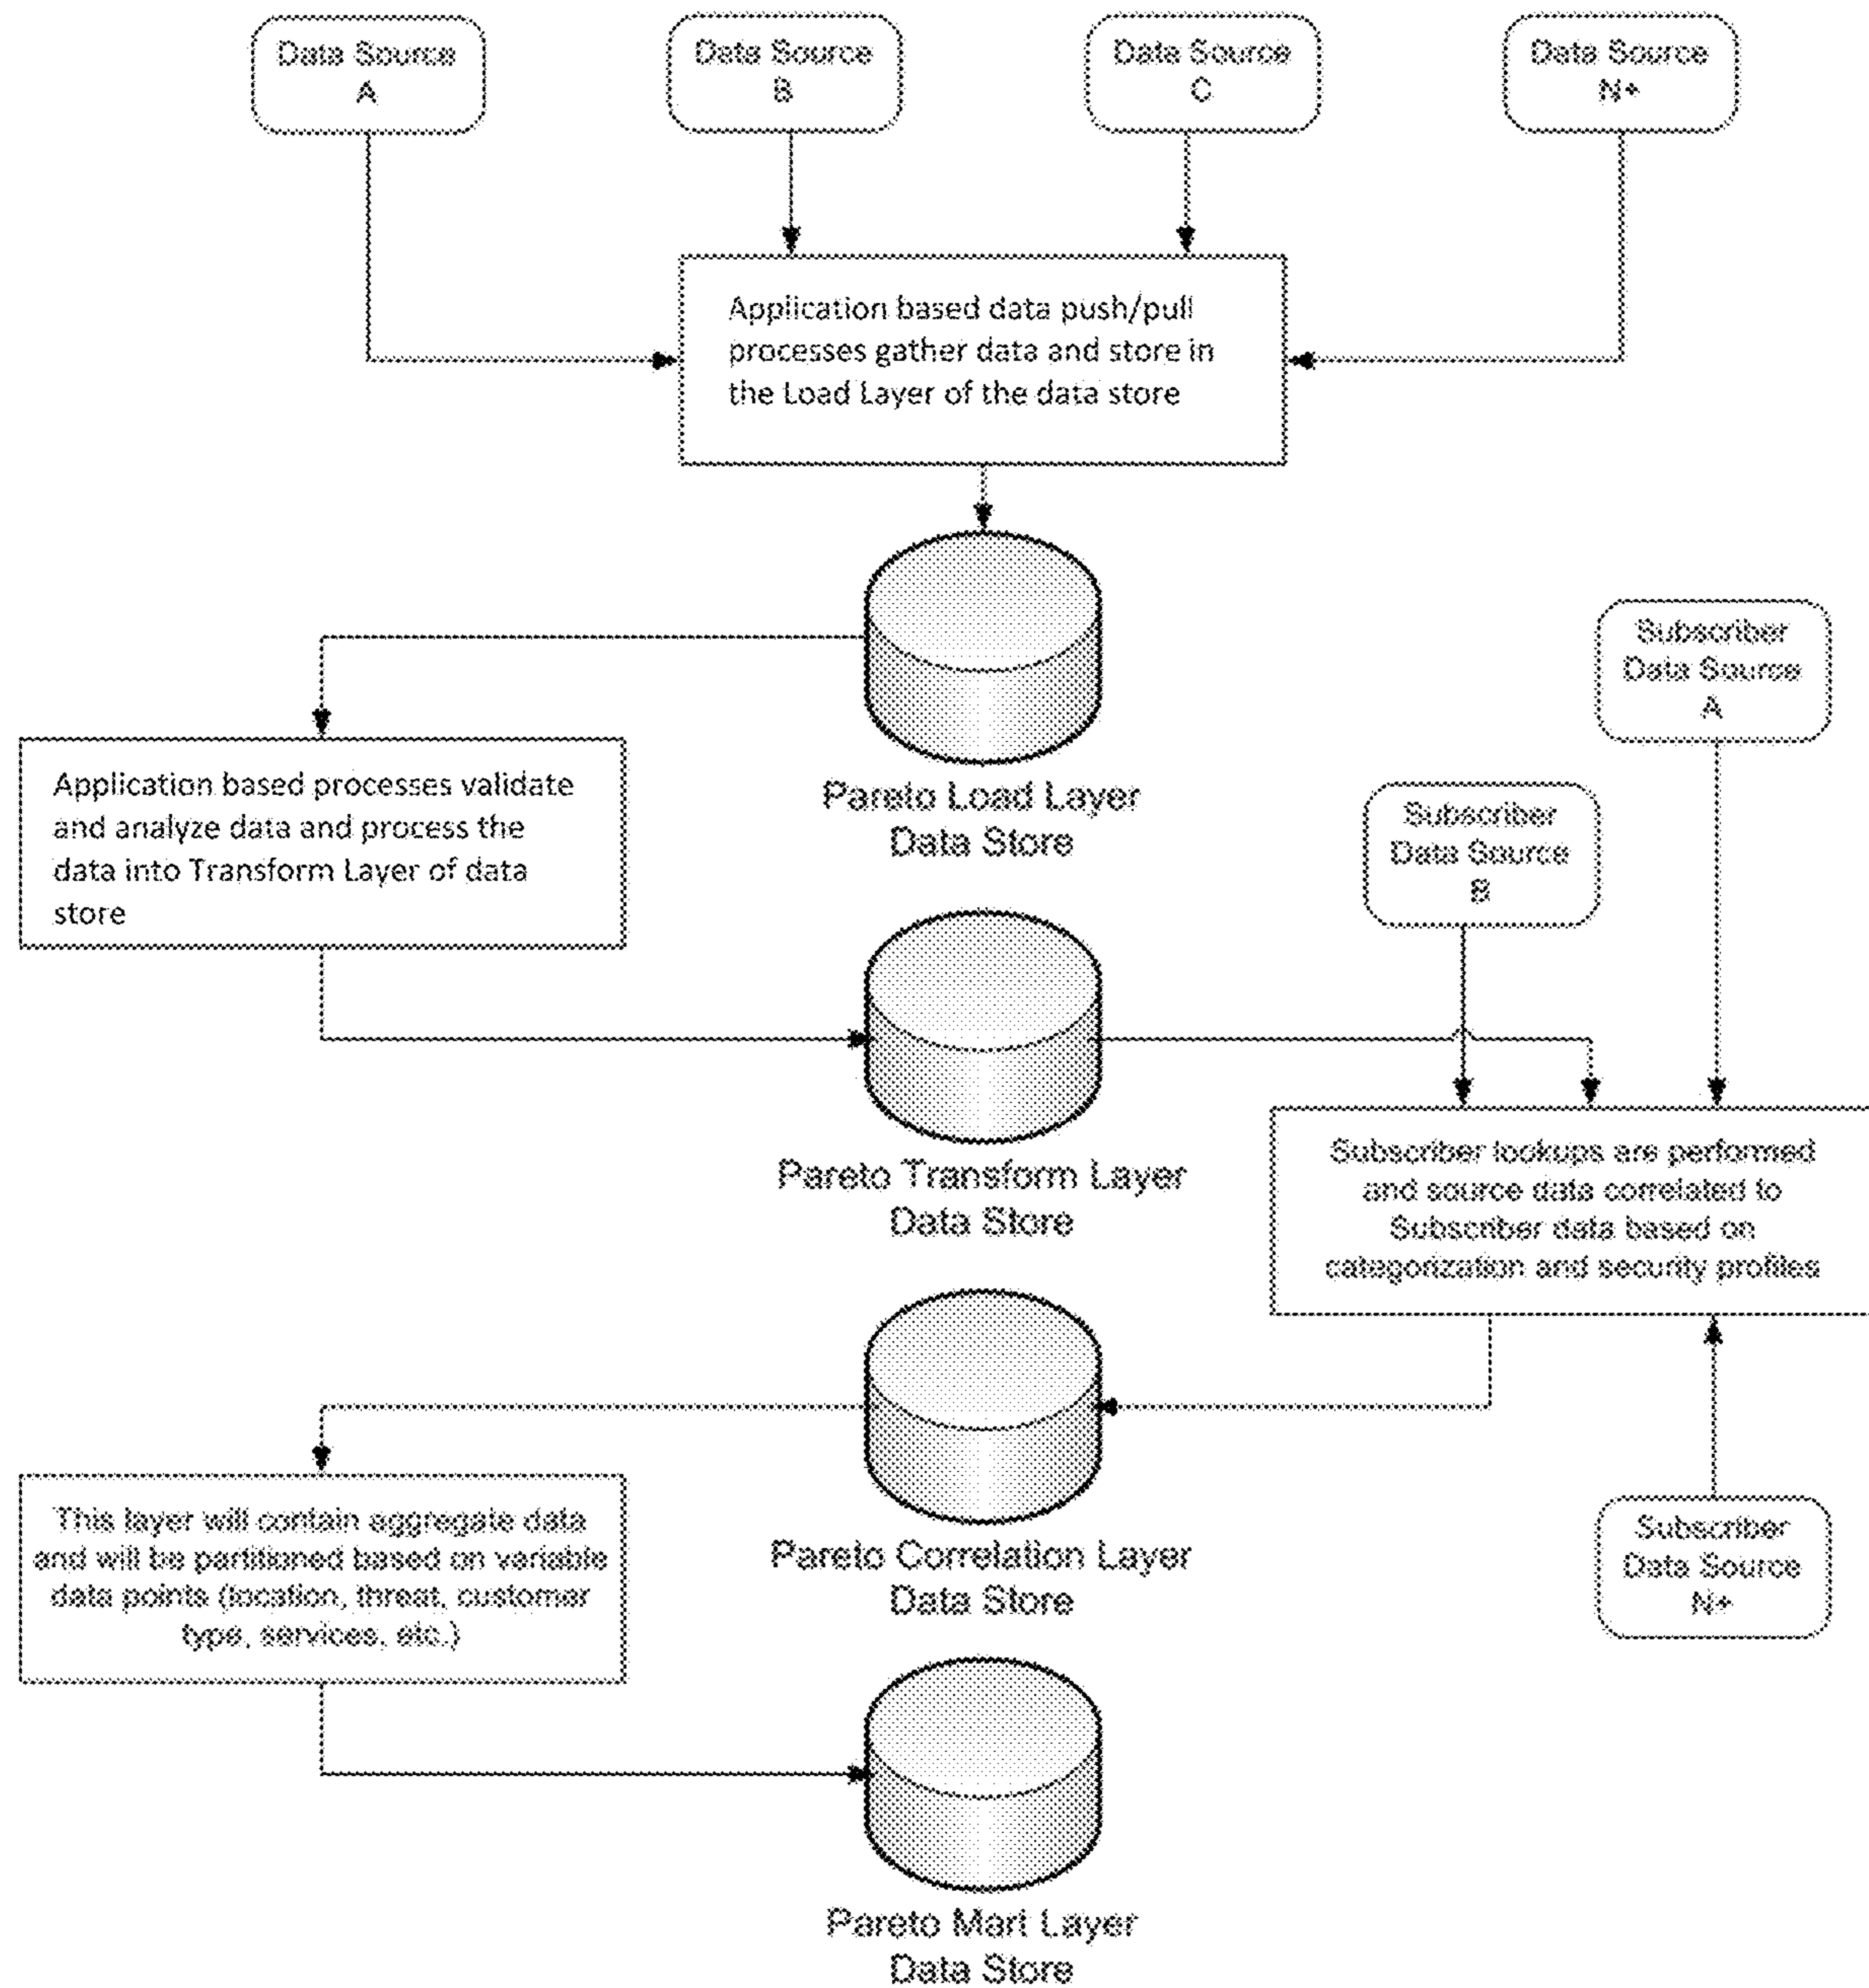 Data Source
A
Data Source
B
Data Source
C
Data Source
N+
Application based data push/pull
processes gather data and store in
the Load Layer of the data store
Pareto Load Layer
Data Store
Subscriber
Data Source
A
Application based processes validate
and analyze data and process the
data into Transform Layer of data
store
Subscriber
Data Source
B
Pareto Transform Layer
Data Store
Subscriber lookups are performed
and source data correlated to
Subscriber data based on
categorization and security profiles
Pareto Correlation Layer
Data Store
This layer will contain aggregate data
and will be partitioned based on variable
data points (location, threat, customer
type, services, etc.)
Subscriber
Data Source
N+
Pareto Mart Layer
Data Store